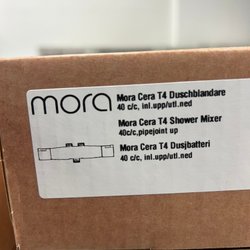 mora
Mora Cera T4 Duschblandare
40 c/c, inl.upp/utl.ned
Mora Cera T4 Shower Mixer
40c/c,pipejoint up
Mora Cera T4 Dusjbatteri
40 c/c, inl.upp/utl.ned